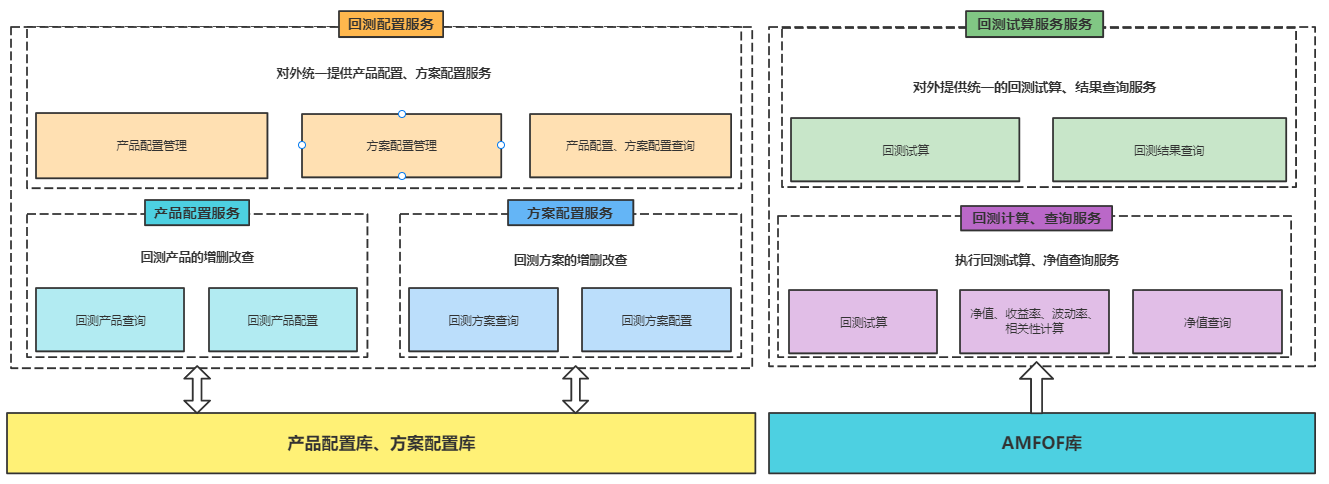 回测配置服务
对外统一提供产品配置、方案配置服务
产品配置管理
方案配置管理
产品配置、方案配置查询
产品配置服务
回测产品的增删改查
回测产品查询
回测产品配置
方案配置服务
回测方案的增删改查
回测方案查询
回测方案配置
产品配置库、方案配置库
回测试算服务服务
对外提供统一的回测试算、结果查询服务
回测试算
回测结果查询
回测计算、查询服务
执行回测试算、净值查询服务
回测试算
净值、收益率、波动率、
相关性计算
净值查询
AMFOF库